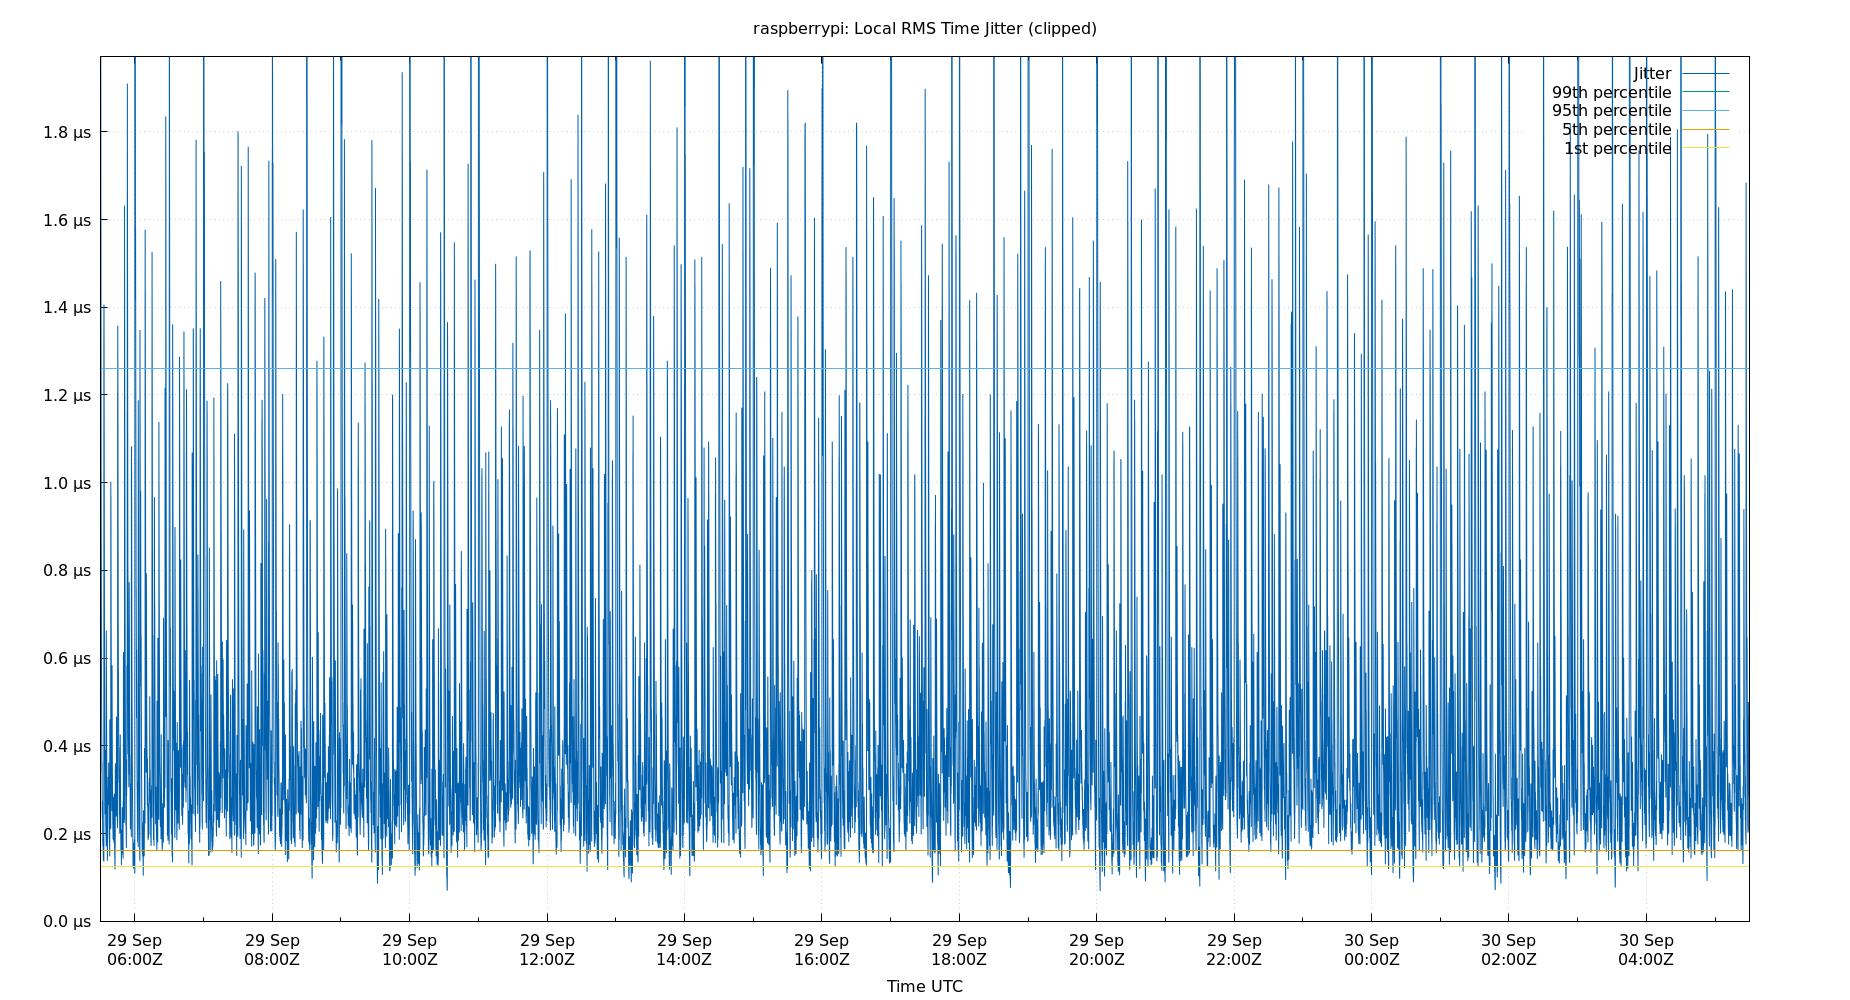 raspberrypi: Local RMS Time Jitter (clipped)
Jitter
99th percentile
95th percentile
5th percentile
1st percentile
1.8 µs
1.6 µs
1.4 µs
1.2 µs
1.0 µs
0.8 µs
0.6 µs
0.4 µs
0.2 µs
0.0 µs
29 Sep 29 Sep 29 Sep 29 Sep 29 Sep 29 Sep 29 Sep 29 Sep 29 Sep 30 Sep 30 Sep 30 Sep
06:00Z 08:00Z 10:00Z 12:00Z 14:00Z 16:00Z 18:00Z 20:00Z 22:00Z 00:00Z 02:00Z 04:00Z
Time UTC